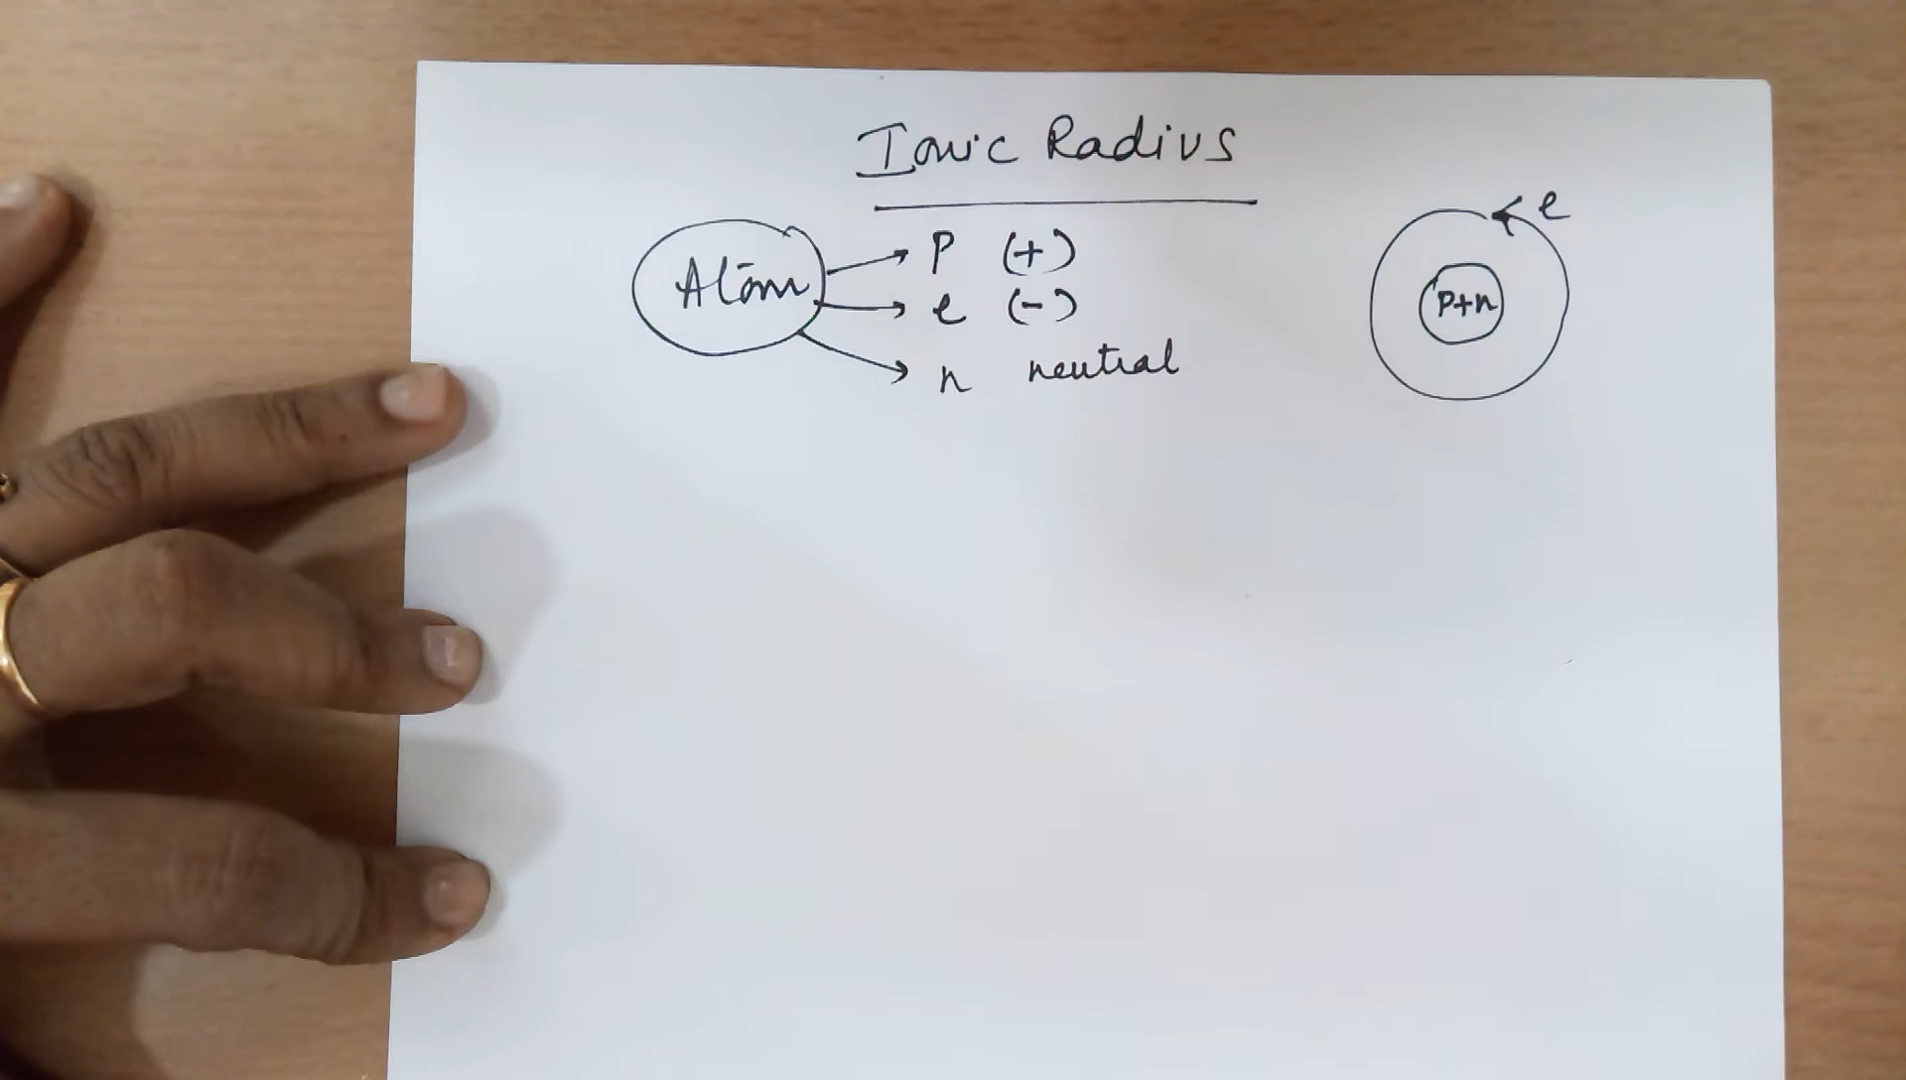 Ionic Radius
Atom
P (+)
e (-)
n neutral
e
P+n